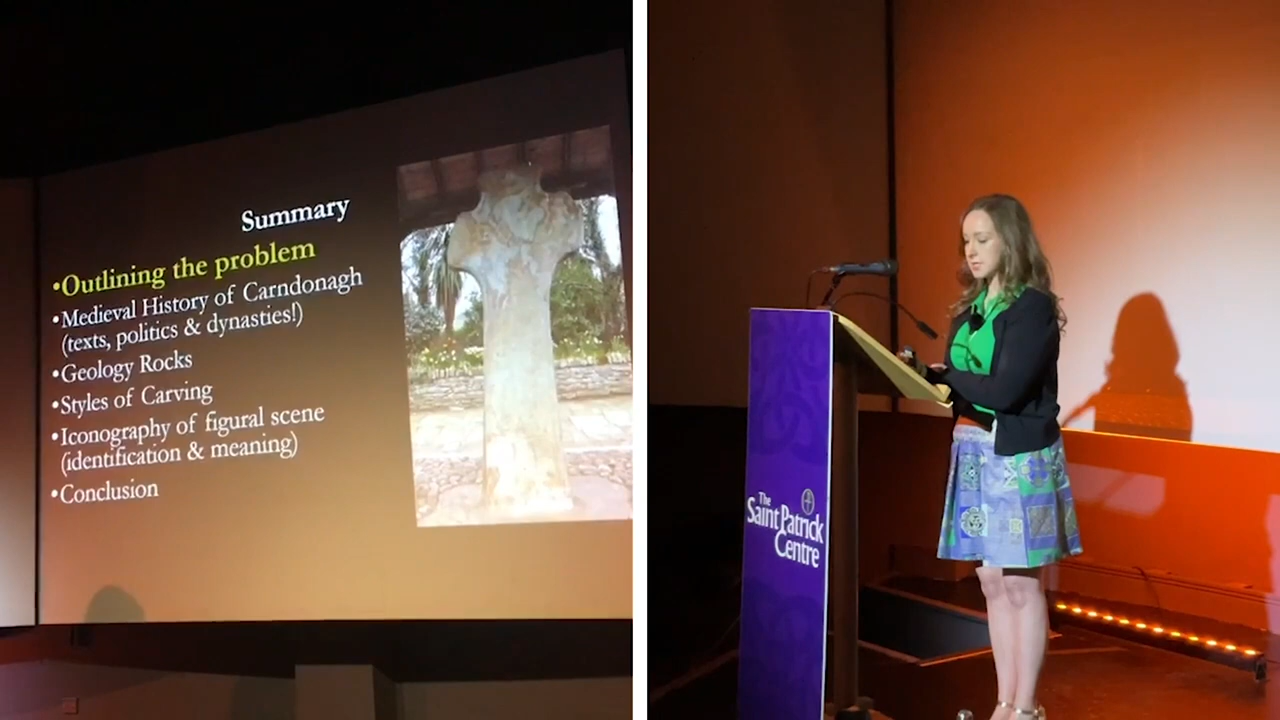 Summary
•Outlining the problem
•Medieval History of Carndonagh
(texts, politics & dynasties!)
•Geology Rocks
•Styles of Carving
•Iconography of figural scene
(identification & meaning)
•Conclusion
The
Saint Patrick
Centre